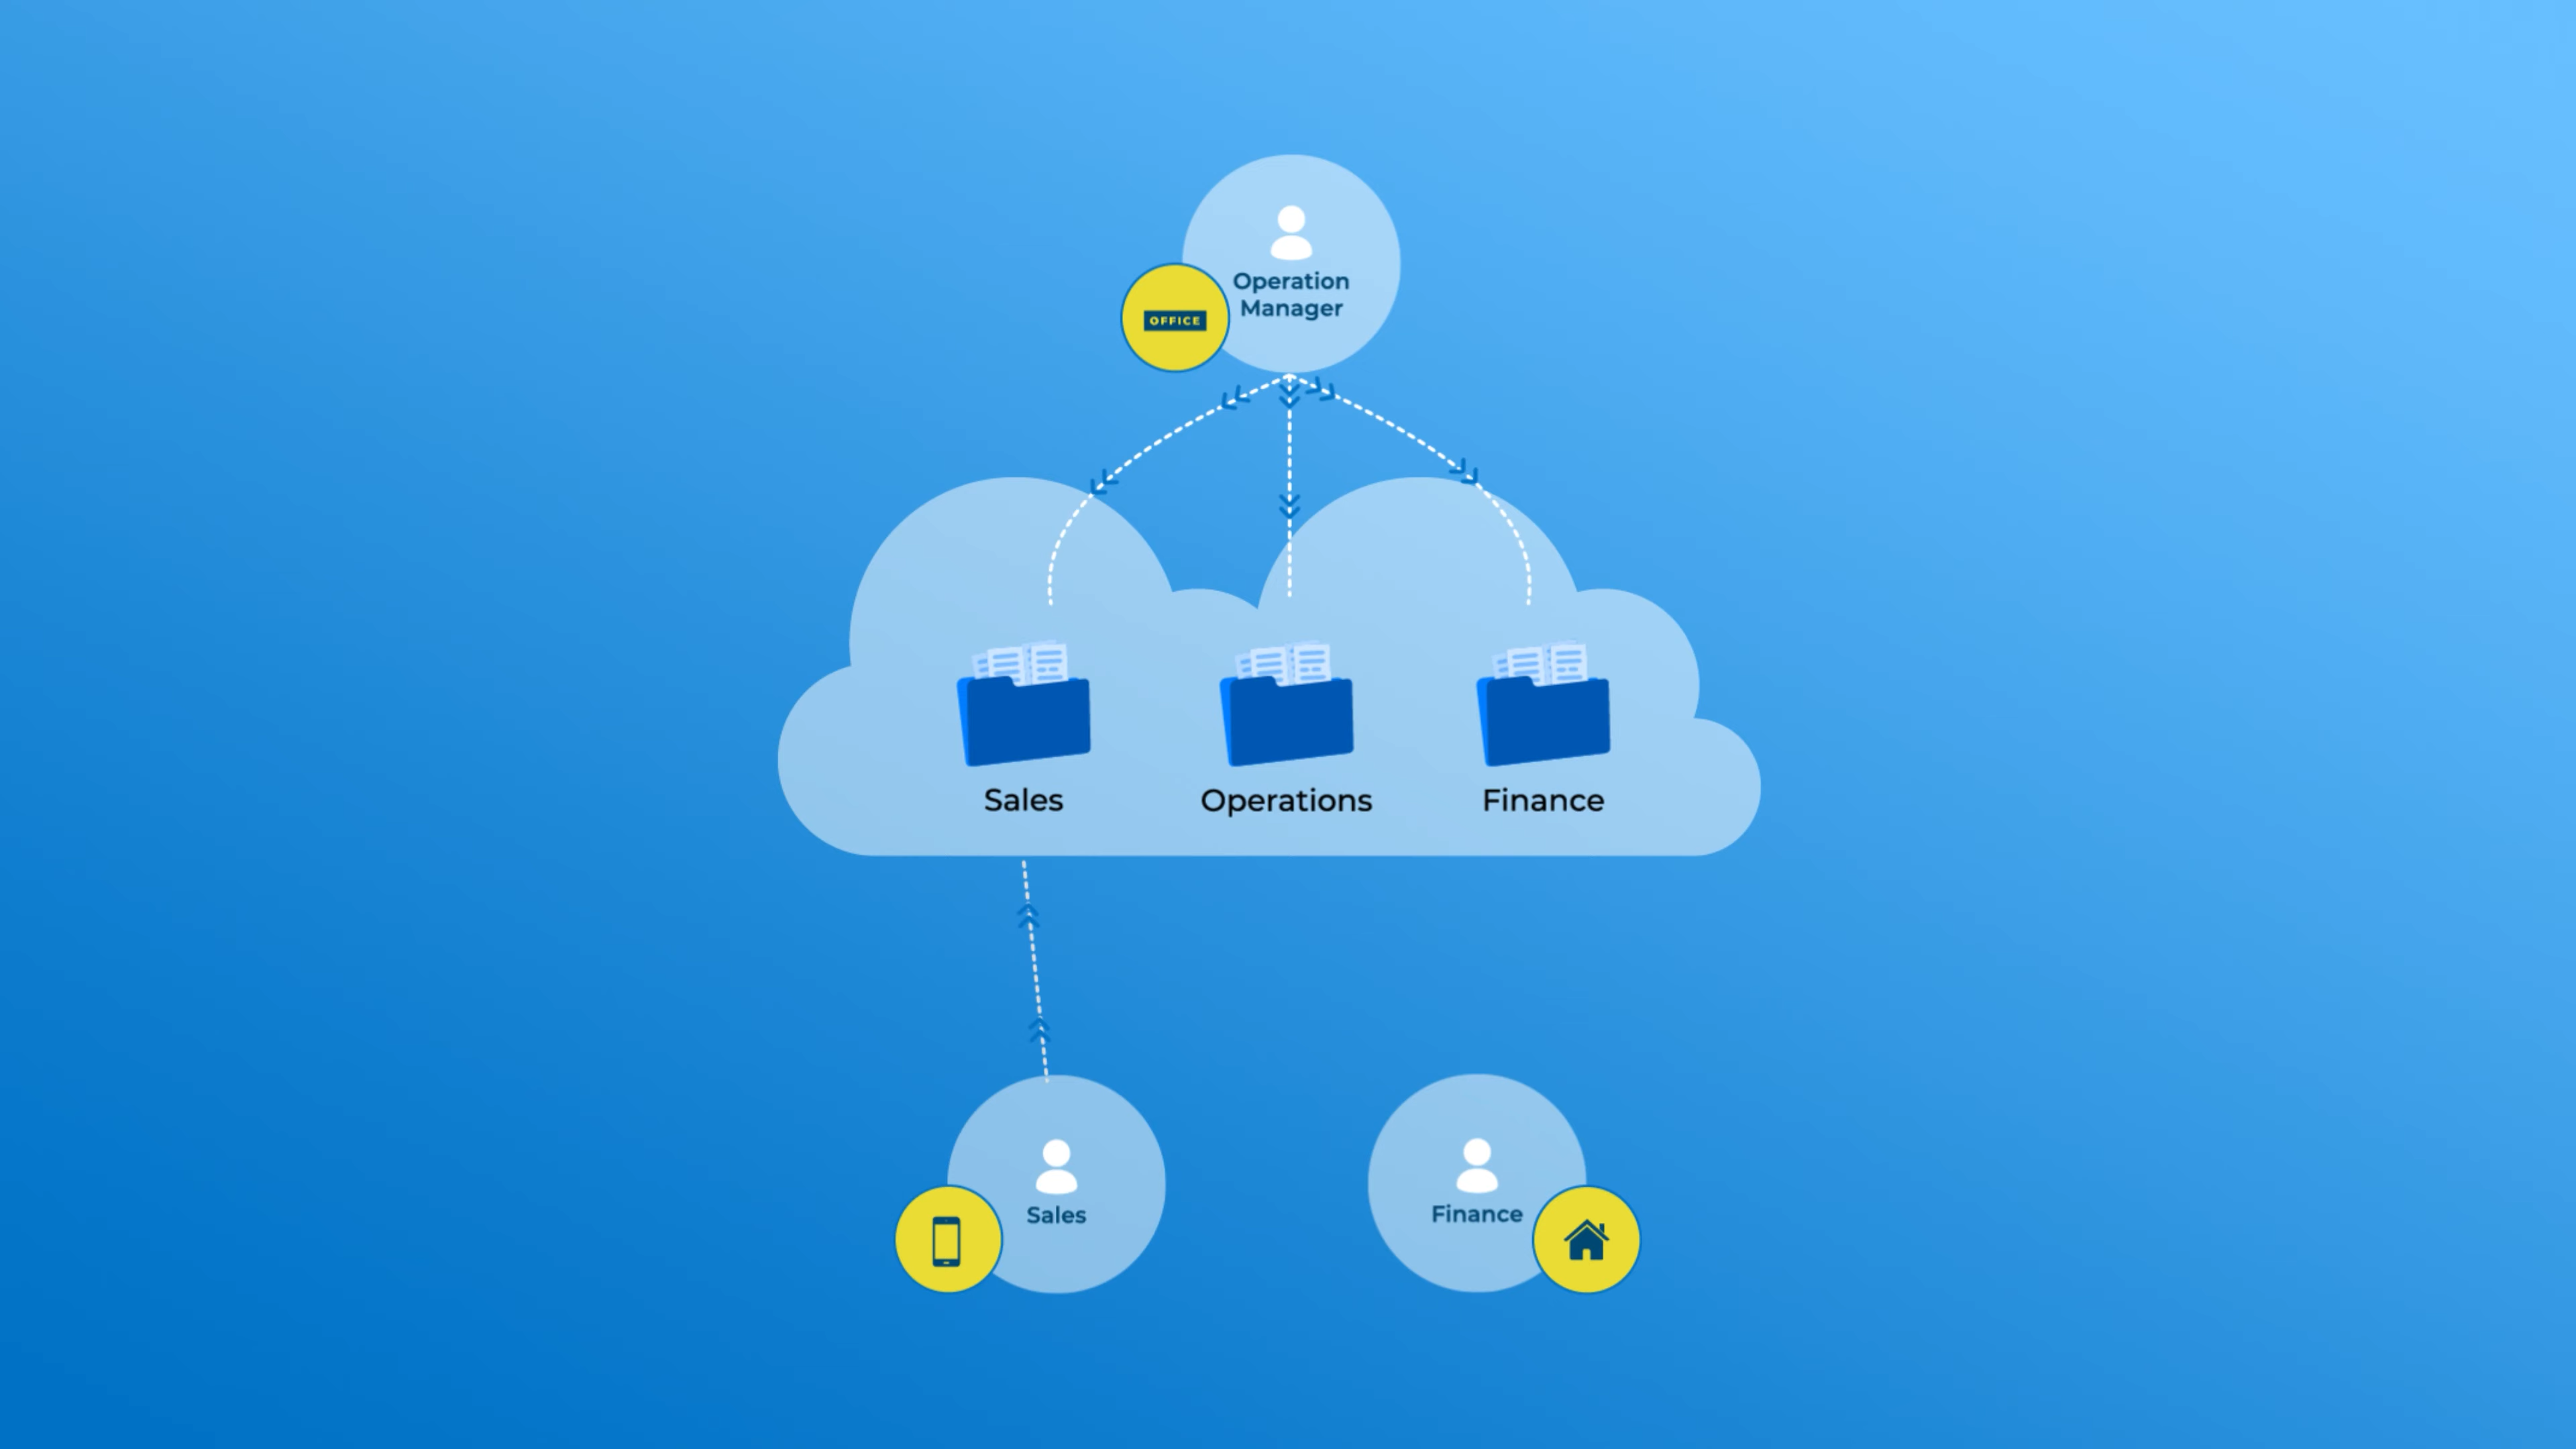 Operation
Manager
OFFICE
Sales
Operations
Finance
Sales
Finance